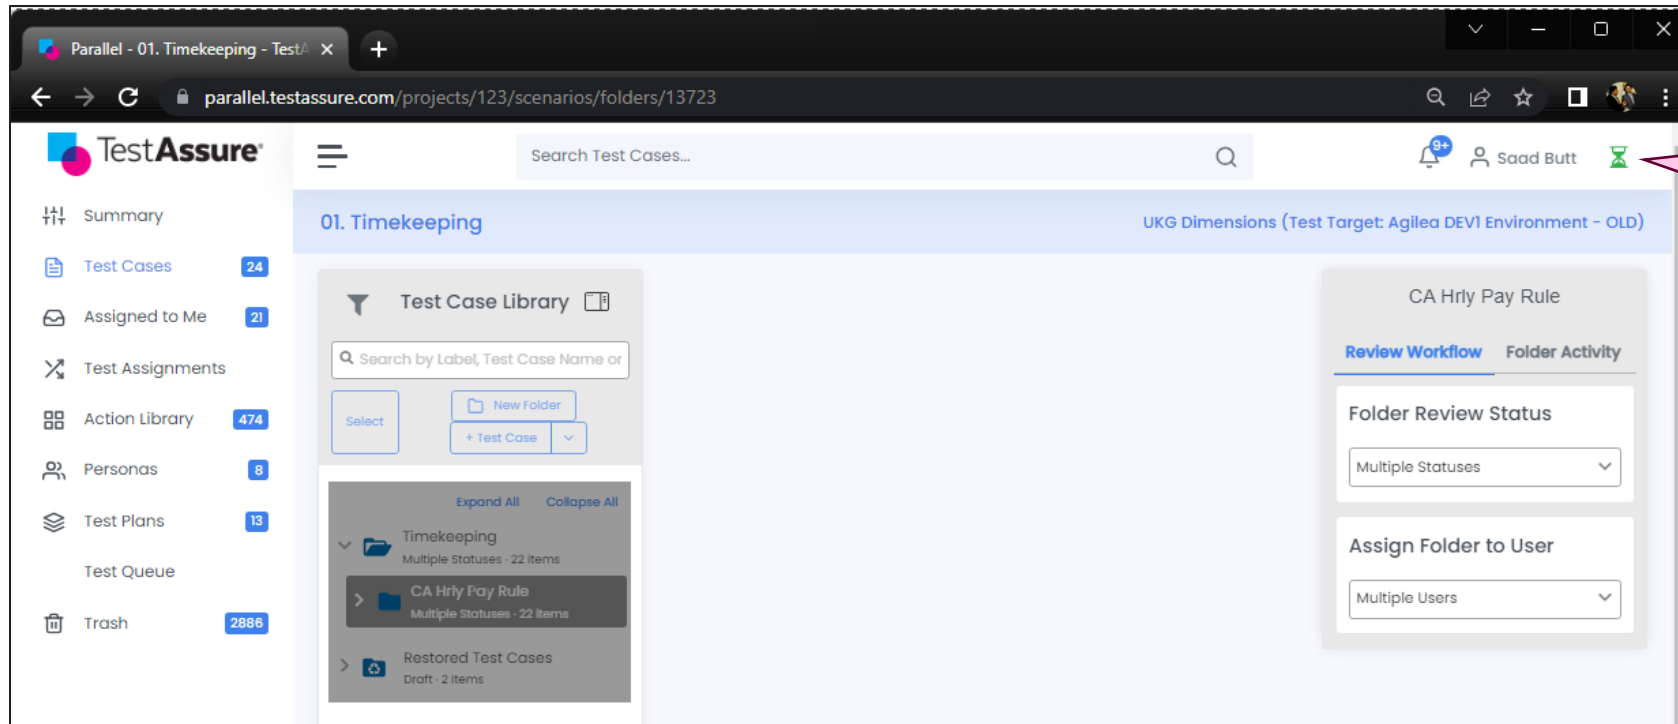 Parallel - 01. Timekeeping - Test
parallel.testassure.com/projects/123/scenarios/folders/13723
TestAssure
Search Test Cases...
9+
Saad Butt
Summary
Test Cases 24
Assigned to Me 21
Test Assignments
Action Library 474
Personas 8
Test Plans 13
Test Queue
Trash 2886
01. Timekeeping
UKG Dimensions (Test Target: Agilea DEV1 Environment - OLD)
Test Case Library
Search by Label, Test Case Name or
Select
New Folder
+ Test Case
Expand All Collapse All
Timekeeping
Multiple Statuses - 22 items
CA Hrly Pay Rule
Multiple Statuses - 22 items
Restored Test Cases
Draft - 2 items
CA Hrly Pay Rule
Review Workflow Folder Activity
Folder Review Status
Multiple Statuses
Assign Folder to User
Multiple Users